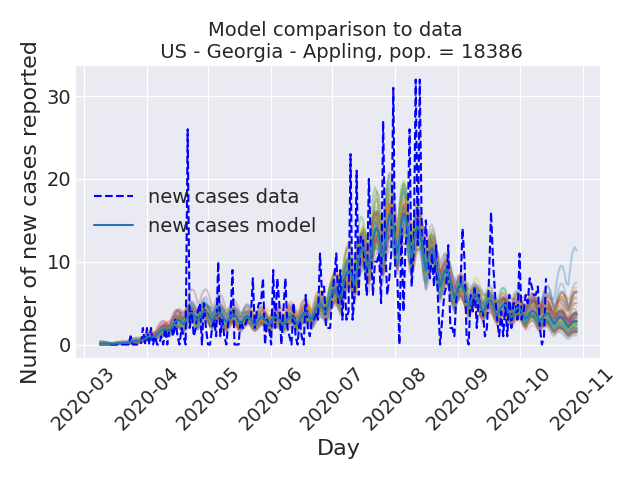 Model comparison to data
US - Georgia - Appling, pop. = 18386
Number of new cases reported
30
20
10
0
new cases data
new cases model
2020-03
2020-04
2020-05
2020-06
2020-07
2020-08
2020-09
2020-10
2020-11
Day